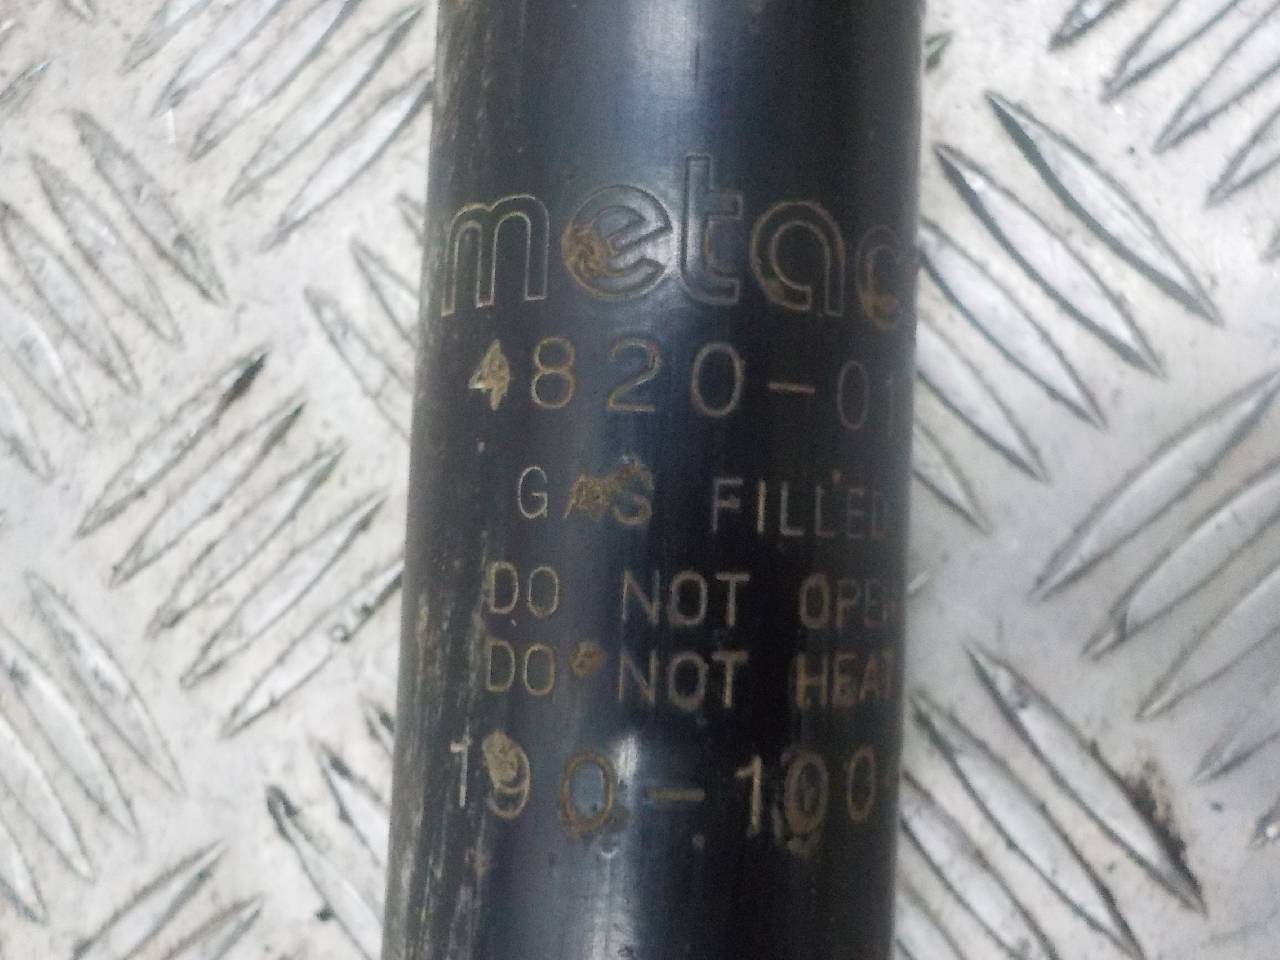 metac
4820-01
GAS FILLED
DO NOT OPEN
DO NOT HEAT
190-100